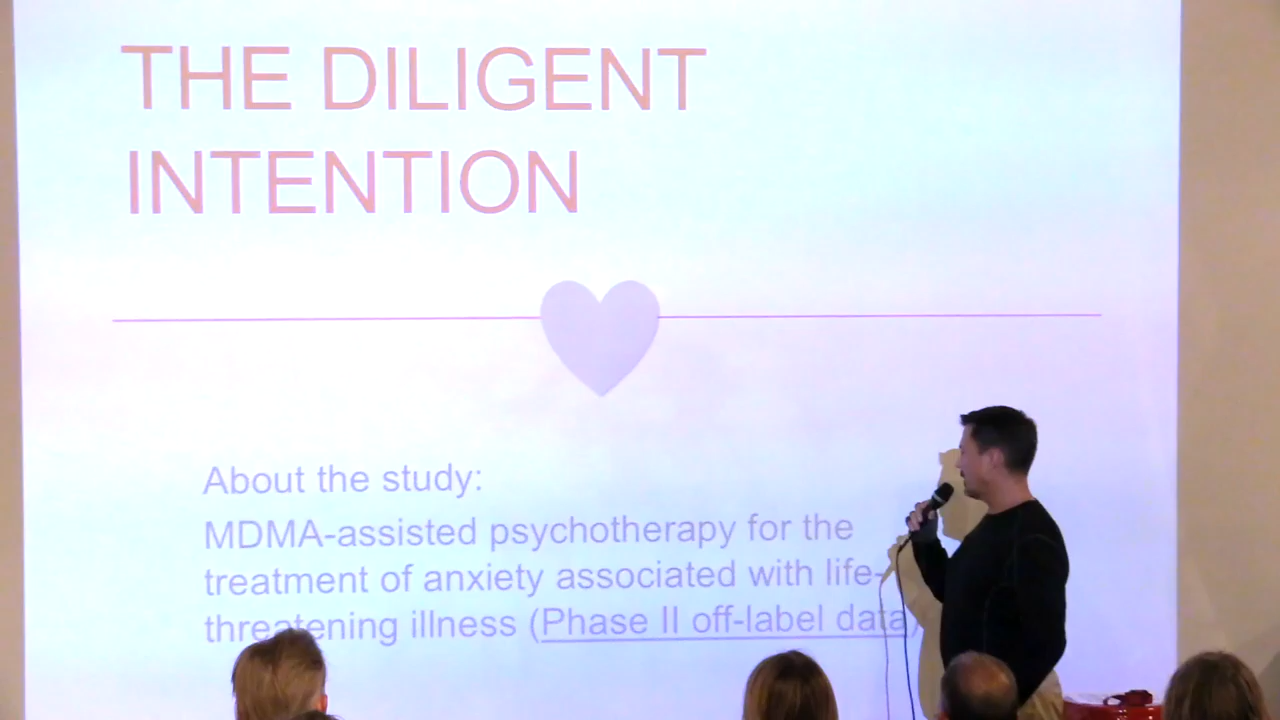 THE DILIGENT
INTENTION
About the study:
MDMA-assisted psychotherapy for the
treatment of anxiety associated with life-
threatening illness (Phase II off-label data)